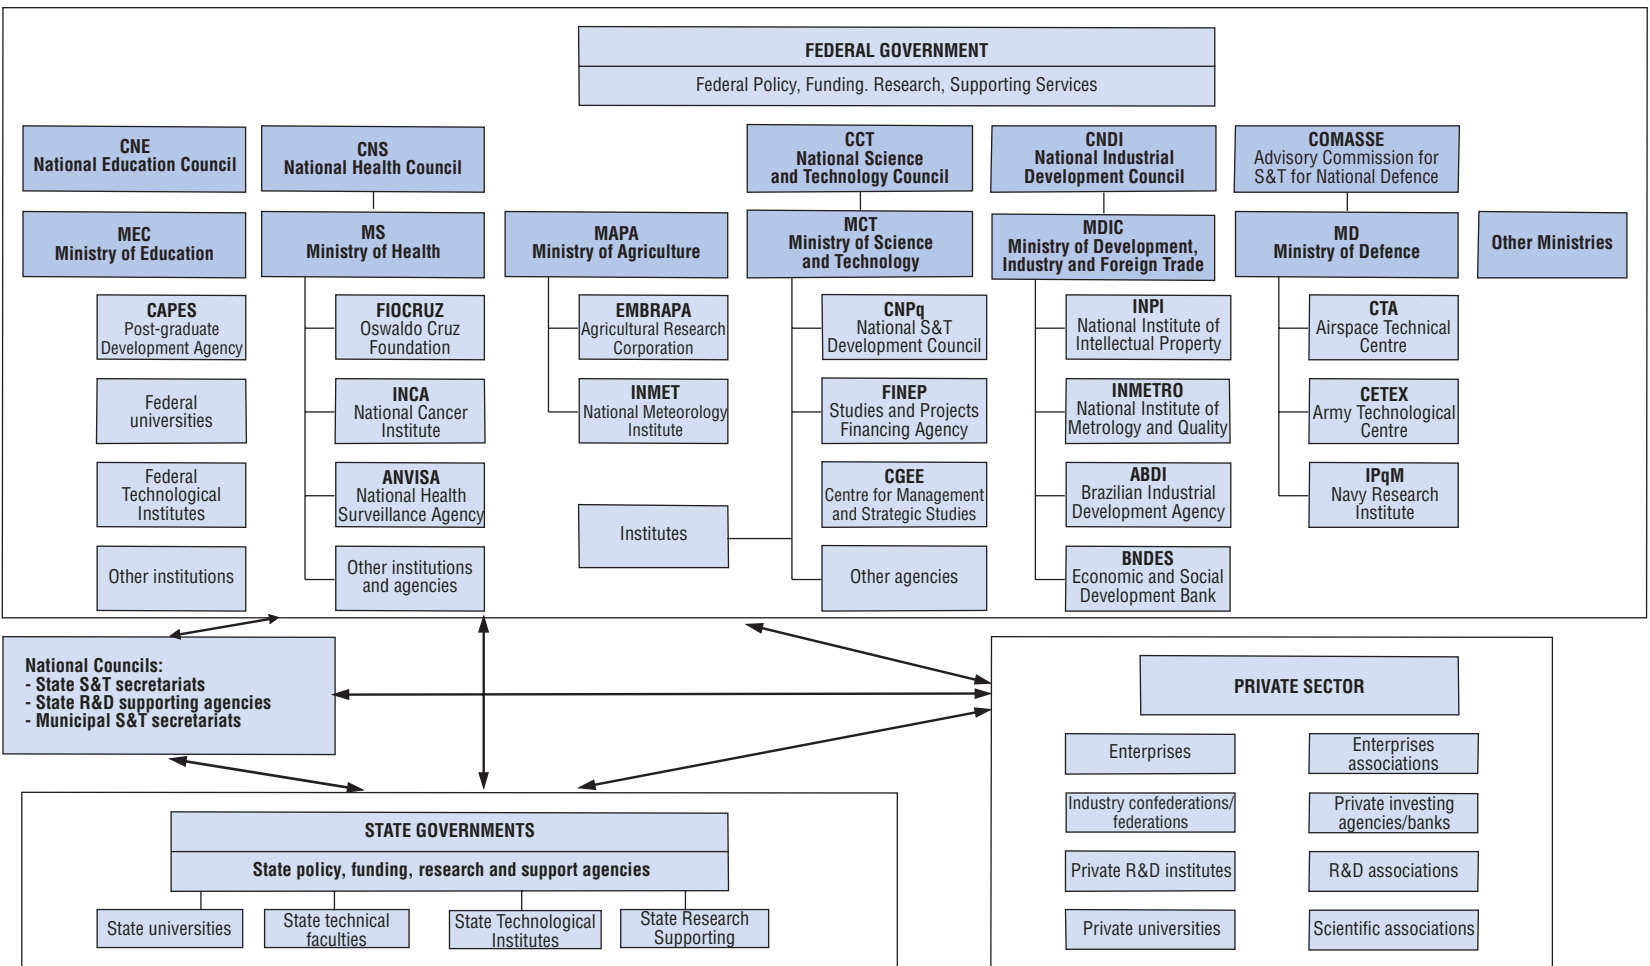 FEDERAL GOVERNMENT
Federal Policy, Funding. Research, Supporting Services
CNE
National Education Council
CNS
National Health Council
CCT
National Science
and Technology Council
CNDI
National Industrial
Development Council
COMASSE
Advisory Commission for
S&T for National Defence
MEC
Ministry of Education
MS
Ministry of Health
MAPA
Ministry of Agriculture
MCT
Ministry of Science
and Technology
MDIC
Ministry of Development,
Industry and Foreign Trade
MD
Ministry of Defence
Other Ministries
CAPES
Post-graduate
Development Agency
Federal
universities
Federal
Technological
Institutes
Other institutions
FIOCRUZ
Oswaldo Cruz
Foundation
INCA
National Cancer
Institute
ANVISA
National Health
Surveillance Agency
Other institutions
and agencies
EMBRAPA
Agricultural Research
Corporation
INMET
National Meteorology
Institute
Institutes
CNPq
National S&T
Development Council
FINEP
Studies and Projects
Financing Agency
CGEE
Centre for Management
and Strategic Studies
Other agencies
INPI
National Institute of
Intellectual Property
INMETRO
National Institute of
Metrology and Quality
ABDI
Brazilian Industrial
Development Agency
BNDES
Economic and Social
Development Bank
CTA
Airspace Technical
Centre
CETEX
Army Technological
Centre
IPqM
Navy Research
Institute
National Councils:
- State S&T secretariats
- State R&D supporting agencies
- Municipal S&T secretariats
STATE GOVERNMENTS
State policy, funding, research and support agencies
State universities
State technical
faculties
State Technological
Institutes
State Research
Supporting
PRIVATE SECTOR
Enterprises
Enterprises
associations
Industry confederations/
federations
Private investing
agencies/banks
Private R&D institutes
R&D associations
Private universities
Scientific associations